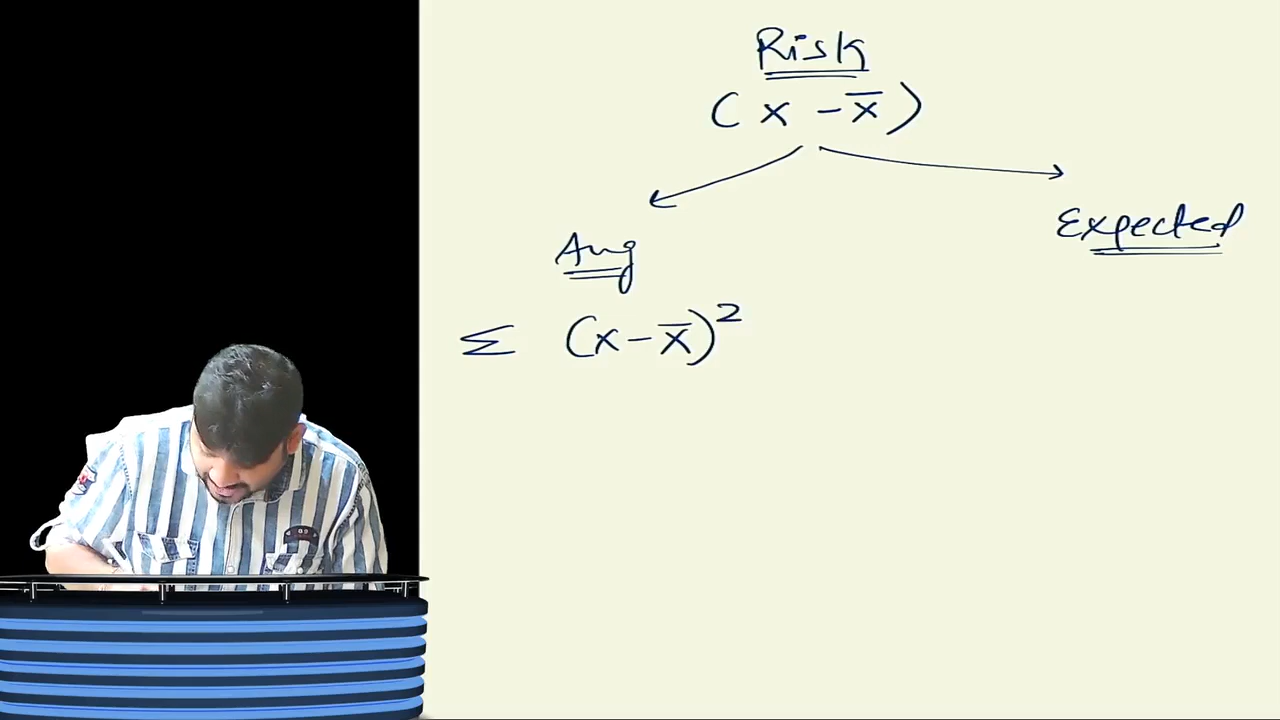 Risk
(x - x̄)
Avg
Expected
Σ (x - x̄)²